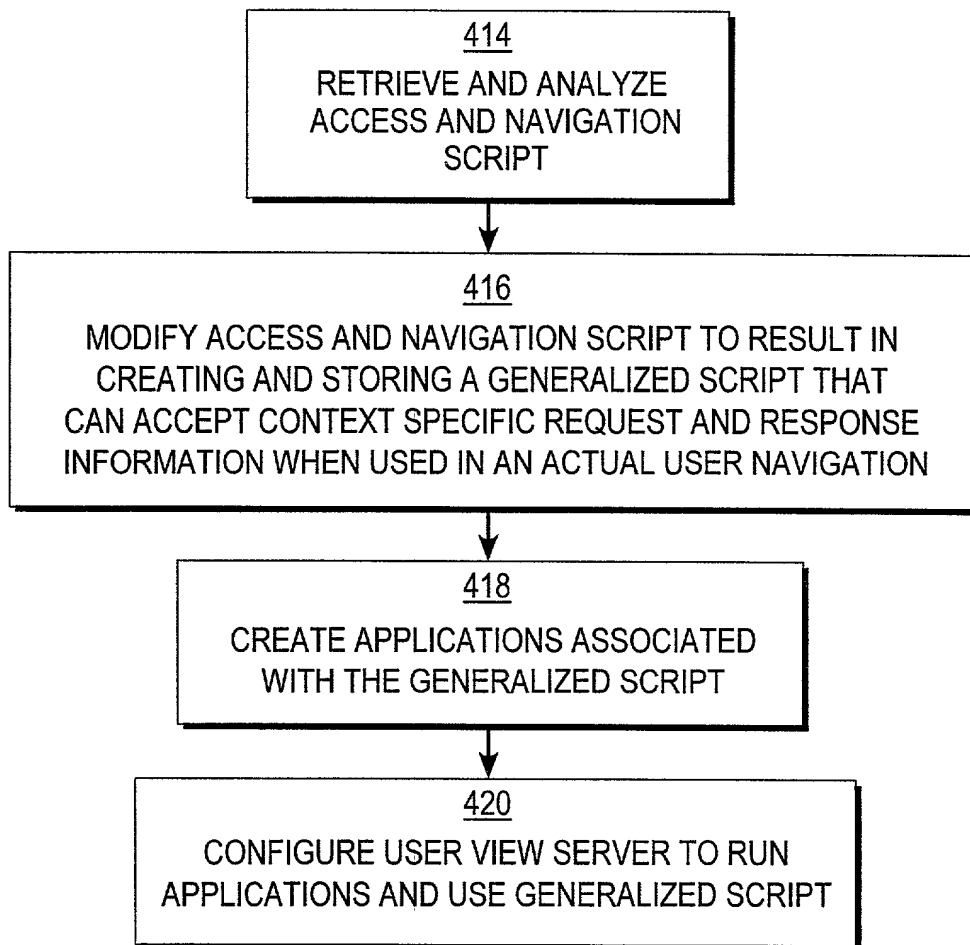 414
RETRIEVE AND ANALYZE
ACCESS AND NAVIGATION
SCRIPT
416
MODIFY ACCESS AND NAVIGATION SCRIPT TO RESULT IN
CREATING AND STORING A GENERALIZED SCRIPT THAT
CAN ACCEPT CONTEXT SPECIFIC REQUEST AND RESPONSE
INFORMATION WHEN USED IN AN ACTUAL USER NAVIGATION
418
CREATE APPLICATIONS ASSOCIATED
WITH THE GENERALIZED SCRIPT
420
CONFIGURE USER VIEW SERVER TO RUN
APPLICATIONS AND USE GENERALIZED SCRIPT